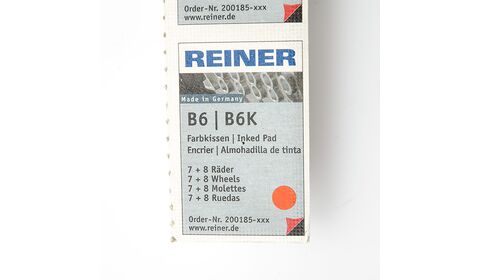 Order-Nr. 200185-xxx
www.reiner.de
REINER
Made in Germany
B6 | B6K
Farbkissen | Inked Pad
Encrier | Almohadilla de tinta
7 + 8 Räder
7 + 8 Wheels
7 + 8 Molettes
7 + 8 Ruedas
Order-Nr. 200185-xxx
www.reiner.de